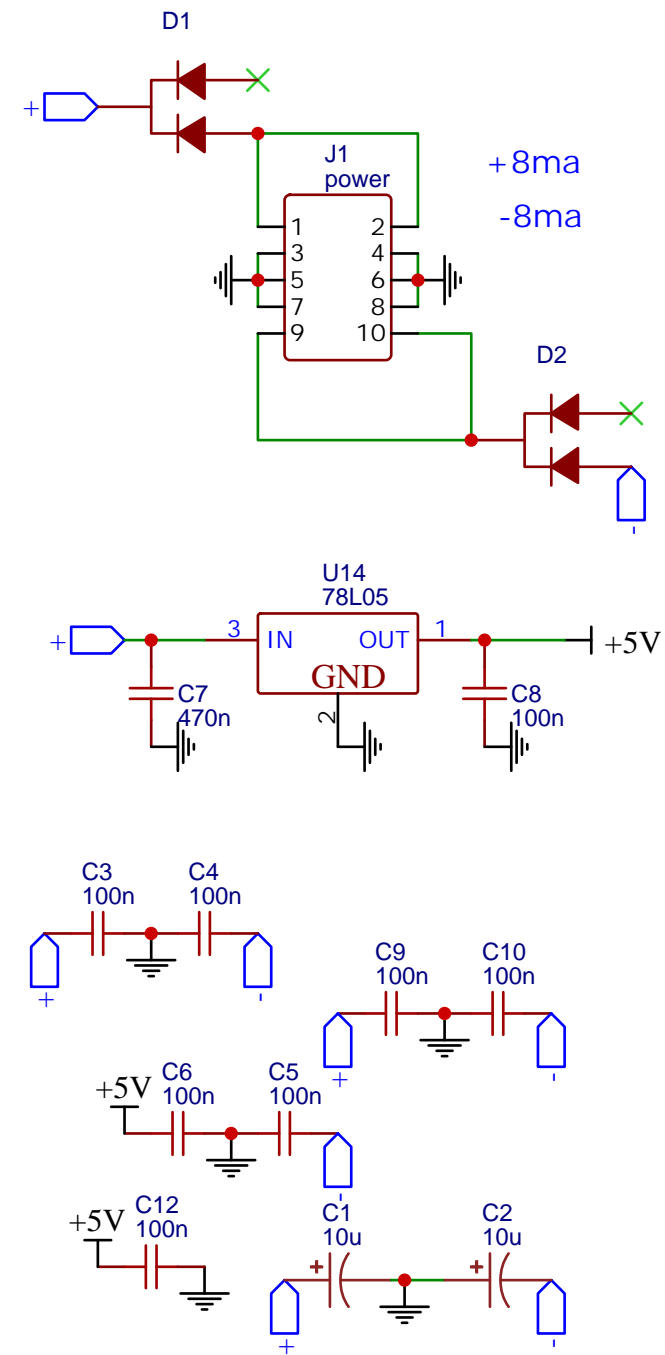 D1
+
J1
power
+8ma
-8ma
1 2
3 4
5 6
7 8
9 10
D2
-
U14
78L05
+ 3 IN OUT 1 +5V
GND
C7
470n
2
C8
100n
C3
100n
C4
100n
+ -
C9
100n
C10
100n
+ -
+5V
C6
100n
C5
100n
-
+5V
C12
100n
C1
10u
C2
10u
+ +
+ -